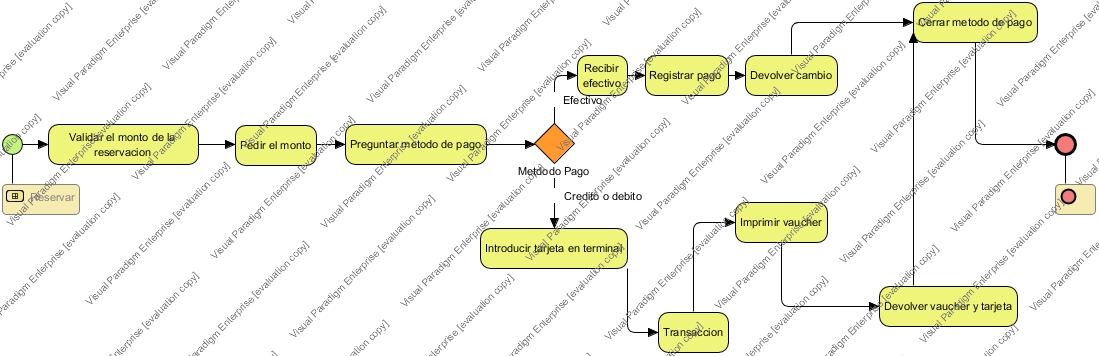 Cerrar metodo de pago
Recibir
efectivo
Registrar pago
Devolver cambio
Efectivo
Validar el monto de la
reservacion
Pedir el monto
Preguntar metodo de pago
Metodo Pago
Reservar
Credito o debito
Imprimir vaucher
Introducir tarjeta en terminal
Devolver vaucher y tarjeta
Transaccion
Visual Paradigm Enterprise [evaluation copy]